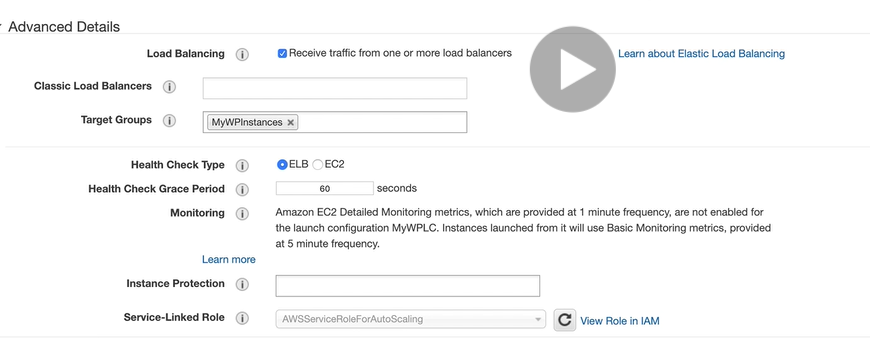 Advanced Details
Load Balancing Receive traffic from one or more load balancers Learn about Elastic Load Balancing
Classic Load Balancers
Target Groups MyWPInstances ×
Health Check Type ELB EC2
Health Check Grace Period 60 seconds
Monitoring Amazon EC2 Detailed Monitoring metrics, which are provided at 1 minute frequency, are not enabled for
the launch configuration MyWPLC. Instances launched from it will use Basic Monitoring metrics, provided
at 5 minute frequency.
Learn more
Instance Protection
Service-Linked Role AWSServiceRoleForAutoScaling View Role in IAM